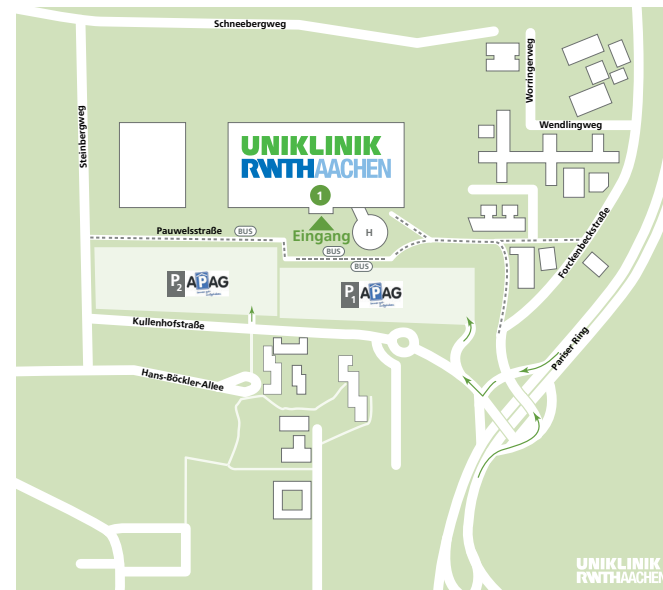 Schneebergweg
Worringerweg
Steinbergweg
Wendlingweg
UNIKLINIK
RWTHAACHEN
1
Pauwelsstraße
BUS
Eingang
H
BUS
BUS
Forckenbeckstraße
P2 APAG
P1 APAG
Kullenhofstraße
Pariser Ring
Hans-Böckler-Allee
UNIKLINIK
RWTHAACHEN